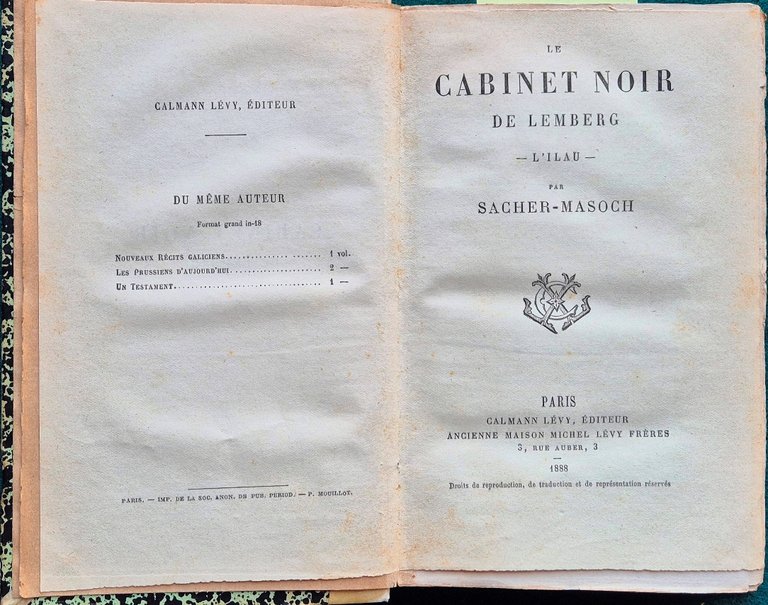 CALMANN LÉVY, ÉDITEUR
DU MÊME AUTEUR
Format grand in-18
NOUVEAUX RÉCITS GALICIENS.................... 1 vol.
LES PRUSSIENS D'AUJOURD'HUI.................... 2 —
UN TESTAMENT.................... 1 —
PARIS. — IMP. DE LA SOC. ANON. DE PUB. PÉRIOD. — P. MOUILLOT.
LE
CABINET NOIR
DE LEMBERG
— L'ILAU —
PAR
SACHER-MASOCH
PARIS
CALMANN LÉVY, ÉDITEUR
ANCIENNE MAISON MICHEL LÉVY FRÈRES
3, RUE AUBER, 3
1888
Droits de reproduction, de traduction et de représentation réservés